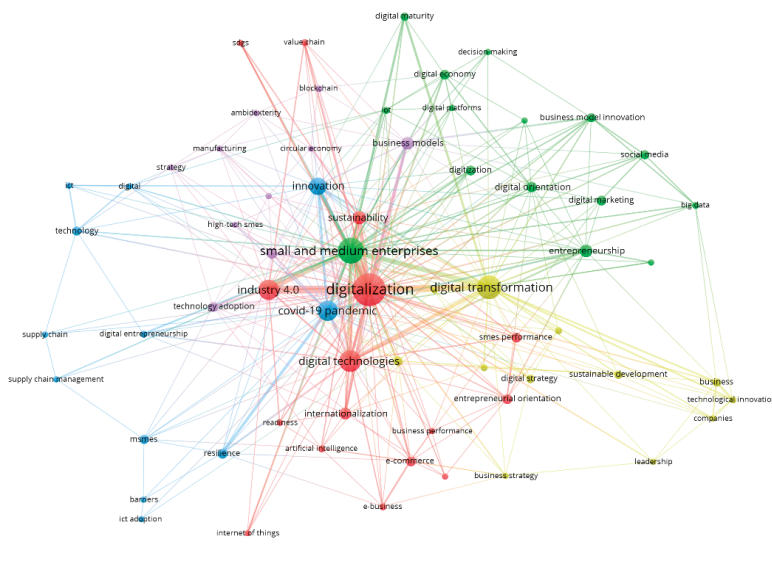 digital maturity
sdgs
value chain
decision-making
digital economy
blockchain
iot
digital platforms
ambidexterity
business model innovation
business models
manufacturing
circular economy
social media
strategy
digitization
ict
digital
innovation
digital orientation
digital marketing
big data
sustainability
high-tech smes
technology
small and medium enterprises
entrepreneurship
digitalization
digital transformation
industry 4.0
technology adoption
covid-19 pandemic
supply chain
digital entrepreneurship
smes performance
digital technologies
supply chain management
digital strategy
sustainable development
business
entrepreneurial orientation
technological innovatio
internationalization
companies
readiness
business performance
msmes
artificial intelligence
resilience
e-commerce
leadership
business strategy
barriers
e-business
ict adoption
internet of things